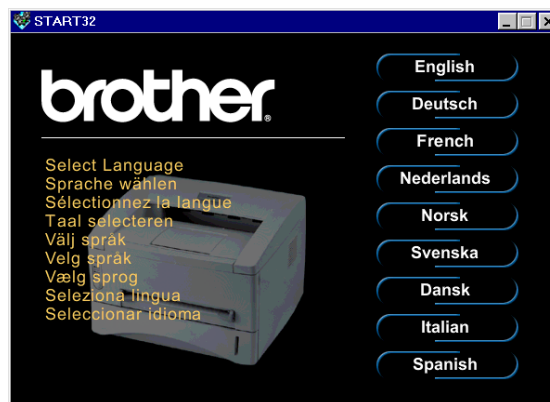 START32
brother®
Select Language
Sprache wählen
Sélectionnez la langue
Taal selecteren
Välj språk
Velg språk
Vælg sprog
Seleziona lingua
Seleccionar idioma
English
Deutsch
French
Nederlands
Norsk
Svenska
Dansk
Italian
Spanish